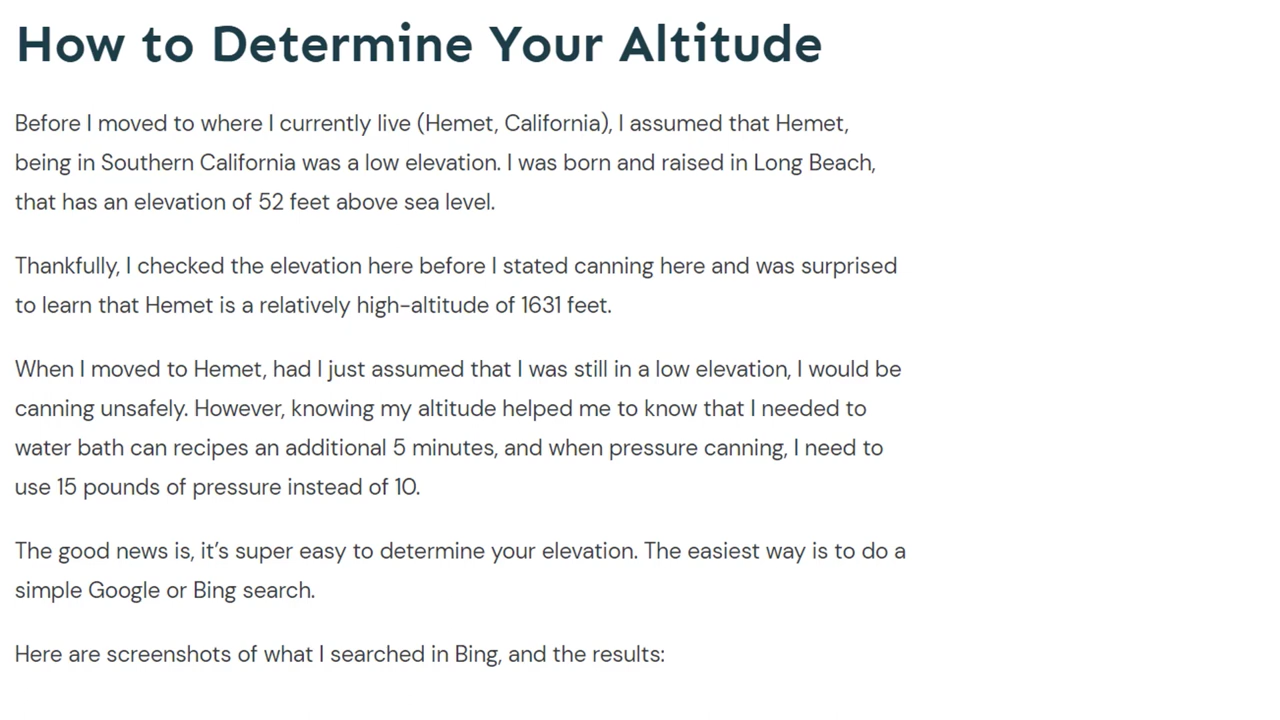 How to Determine Your Altitude
Before I moved to where I currently live (Hemet, California), I assumed that Hemet,
being in Southern California was a low elevation. I was born and raised in Long Beach,
that has an elevation of 52 feet above sea level.
Thankfully, I checked the elevation here before I stated canning here and was surprised
to learn that Hemet is a relatively high-altitude of 1631 feet.
When I moved to Hemet, had I just assumed that I was still in a low elevation, I would be
canning unsafely. However, knowing my altitude helped me to know that I needed to
water bath can recipes an additional 5 minutes, and when pressure canning, I need to
use 15 pounds of pressure instead of 10.
The good news is, it’s super easy to determine your elevation. The easiest way is to do a
simple Google or Bing search.
Here are screenshots of what I searched in Bing, and the results: